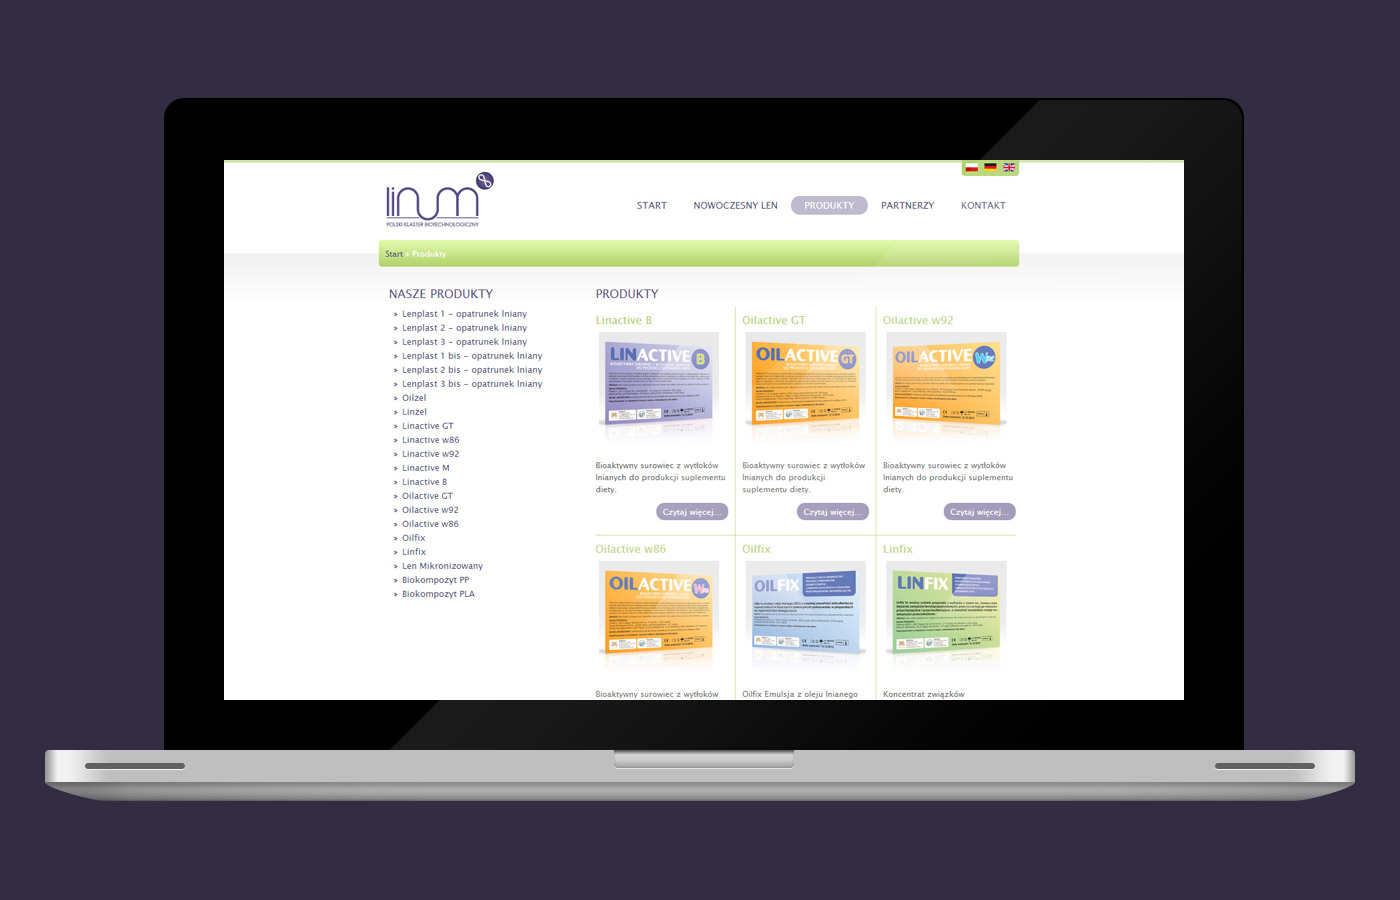 linum
POLSKI KLASTER BIOTECHNOLOGICZNY
START
NOWOCZESNY LEN
PRODUKTY
PARTNERZY
KONTAKT
Start » Produkty
NASZE PRODUKTY
» Lenplast 1 - opatrunek lniany
» Lenplast 2 - opatrunek lniany
» Lenplast 3 - opatrunek lniany
» Lenplast 1 bis - opatrunek lniany
» Lenplast 2 bis - opatrunek lniany
» Lenplast 3 bis - opatrunek lniany
» Oilżel
» Linżel
» Linactive GT
» Linactive w86
» Linactive w92
» Linactive M
» Linactive B
» Oilactive GT
» Oilactive w92
» Oilactive w86
» Oilfix
» Linfix
» Len Mikronizowany
» Biokompozyt PP
» Biokompozyt PLA
PRODUKTY
Linactive B
LINACTIVE B
Bioaktywny surowiec z wytłoków
lnianych do produkcji suplementu
diety.
Czytaj więcej...
Oilactive GT
OILACTIVE GT
Bioaktywny surowiec z wytłoków
lnianych do produkcji
suplementu diety.
Czytaj więcej...
Oilactive w92
OILACTIVE
Bioaktywny surowiec z wytłoków
lnianych do produkcji suplementu
diety.
Czytaj więcej...
Oilactive w86
OILACTIVE
Bioaktywny surowiec z wytłoków
Oilfix
OILFIX
Oilfix Emulsja z oleju lnianego
Linfix
LINFIX
Koncentrat związków